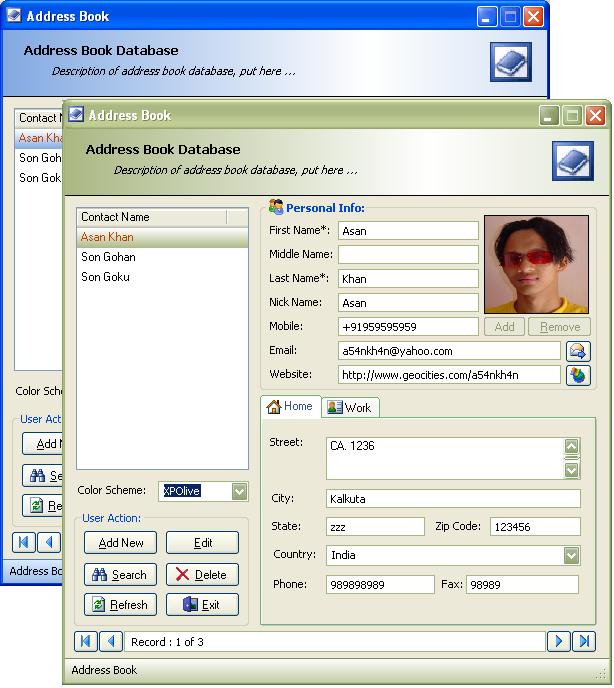 Address Book
Address Book Database
Description of address book database, put here ...
Contact N
Asan Kha
Son Goh
Son Gok
Color Sche
User Act
Add N
Se
Re
Address Bo
Address Book
Address Book Database
Description of address book database, put here ...
Contact Name
Asan Khan
Son Gohan
Son Goku
Color Scheme: XPOlive
User Action:
Add New Edit
Search Delete
Refresh Exit
Personal Info:
First Name*: Asan
Middle Name:
Last Name*: Khan
Nick Name: Asan
Mobile: +91959595959 Add Remove
Email: a54nkh4n@yahoo.com
Website: http://www.geocities.com/a54nkh4n
Home Work
Street: CA. 1236
City: Kalkuta
State: zzz Zip Code: 123456
Country: India
Phone: 989898989 Fax: 98989
Record : 1 of 3
Address Book